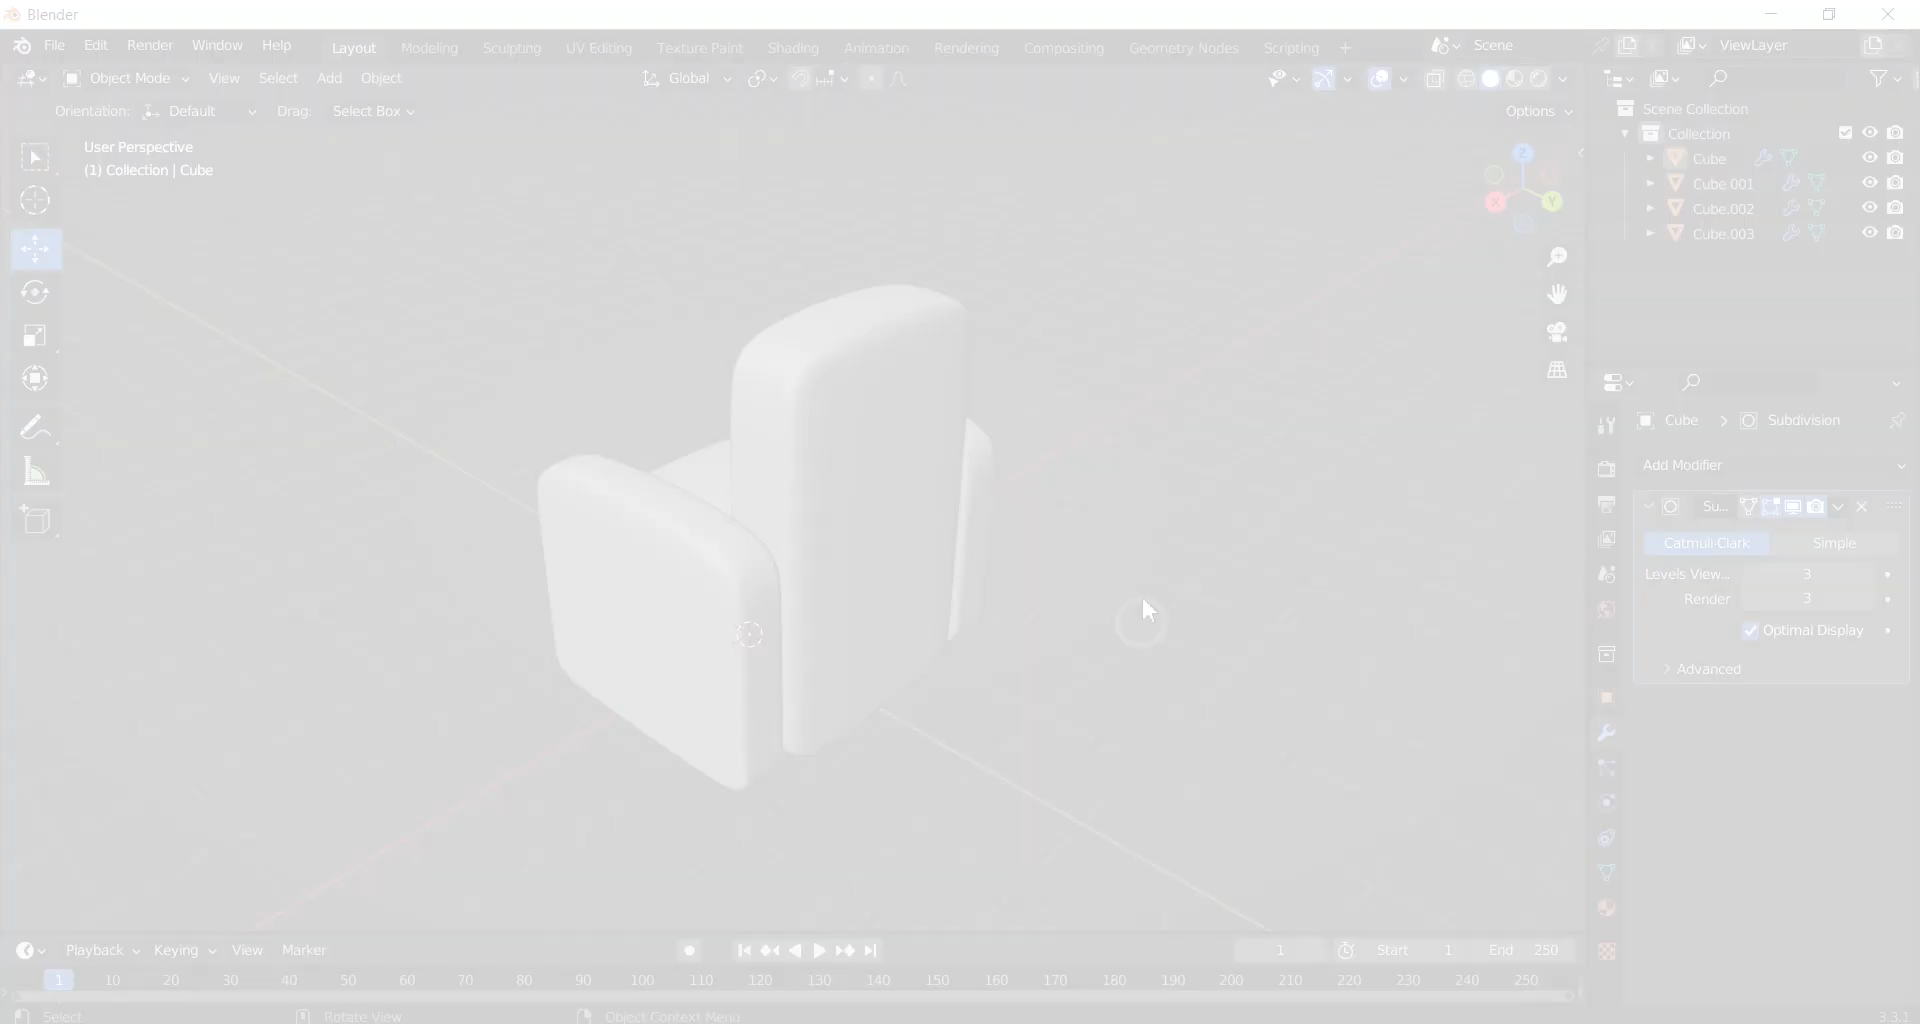 Blender
File Edit Render Window Help Layout Modeling Sculpting UV Editing Texture Paint Shading Animation Rendering Compositing Geometry Nodes Scripting + Scene ViewLayer
Object Mode View Select Add Object Global
Orientation: Default Drag: Select Box Options
User Perspective
(1) Collection | Cube
Z
X Y
Scene Collection
Collection
Cube
Cube.001
Cube.002
Cube.003
Cube > Subdivision
Add Modifier
Su...
Catmull-Clark Simple
Levels View... 3
Render 3
Optimal Display
Advanced
Playback Keying View Marker 1 Start 1 End 250
1 10 20 30 40 50 60 70 80 90 100 110 120 130 140 150 160 170 180 190 200 210 220 230 240 250
Select Rotate View Object Context Menu 3.3.1